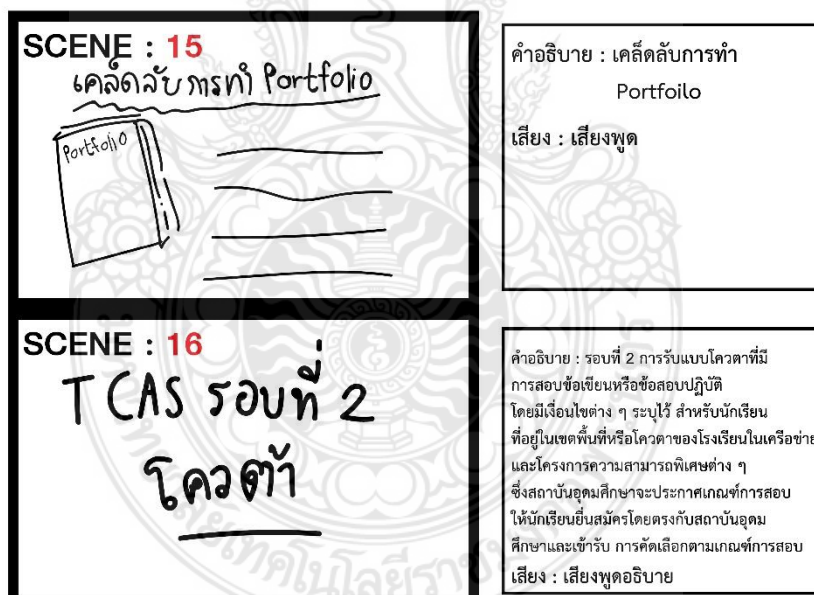 SCENE : 15
เคล็ดลับการทำ Portfolio
Portfolio
คำอธิบาย : เคล็ดลับการทำ
Portfoilo
เสียง : เสียงพูด
SCENE : 16
TCAS รอบที่ 2
โควต้า
คำอธิบาย : รอบที่ 2 การรับแบบโควตาที่มี
การสอบข้อเขียนหรือข้อสอบปฏิบัติ
โดยมีเงื่อนไขต่าง ๆ ระบุไว้ สำหรับนักเรียน
ที่อยู่ในเขตพื้นที่หรือโควตาของโรงเรียนในเครือข่าย
และโครงการความสามารถพิเศษต่าง ๆ
ซึ่งสถาบันอุดมศึกษาจะประกาศเกณฑ์การสอบ
ให้นักเรียนยื่นสมัครโดยตรงกับสถาบันอุดม
ศึกษาและเข้ารับ การคัดเลือกตามเกณฑ์การสอบ
เสียง : เสียงพูดอธิบาย